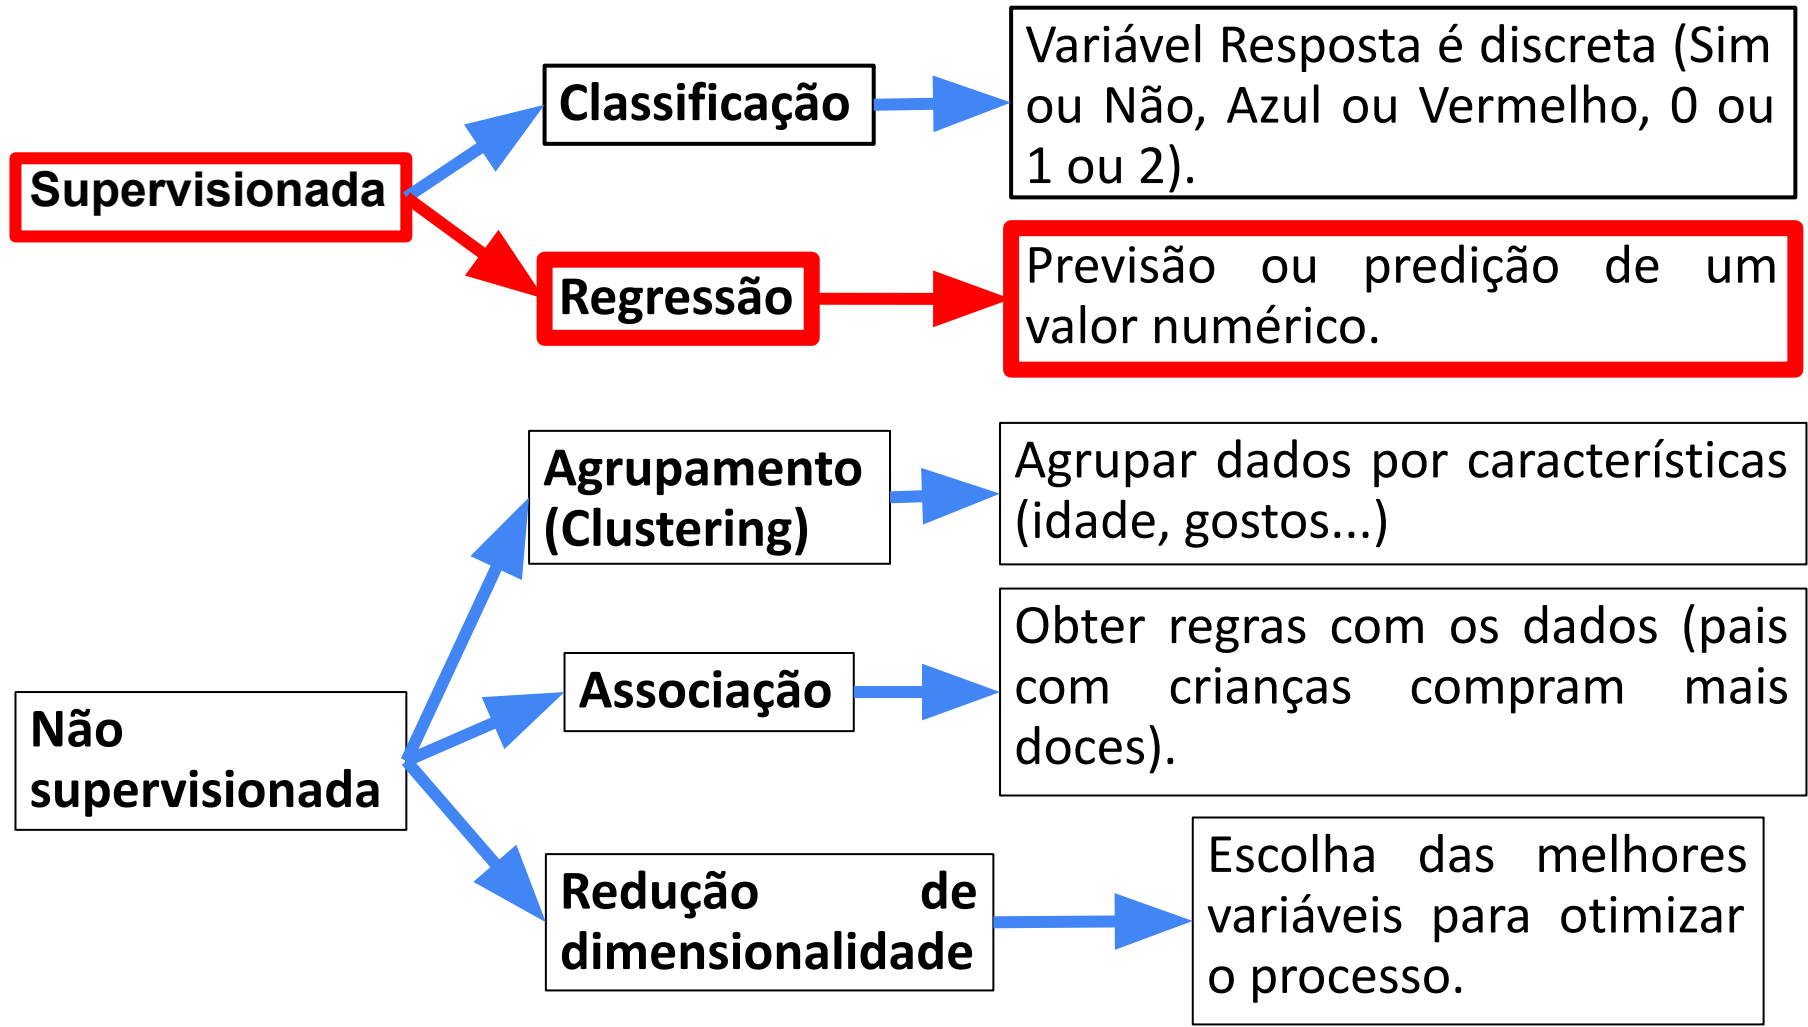 Supervisionada
Classificação
Variável Resposta é discreta (Sim
ou Não, Azul ou Vermelho, 0 ou
1 ou 2).
Regressão
Previsão ou predição de um
valor numérico.
Não
supervisionada
Agrupamento
(Clustering)
Agrupar dados por características
(idade, gostos...)
Associação
Obter regras com os dados (pais
com crianças compram mais
doces).
Redução de
dimensionalidade
Escolha das melhores
variáveis para otimizar
o processo.